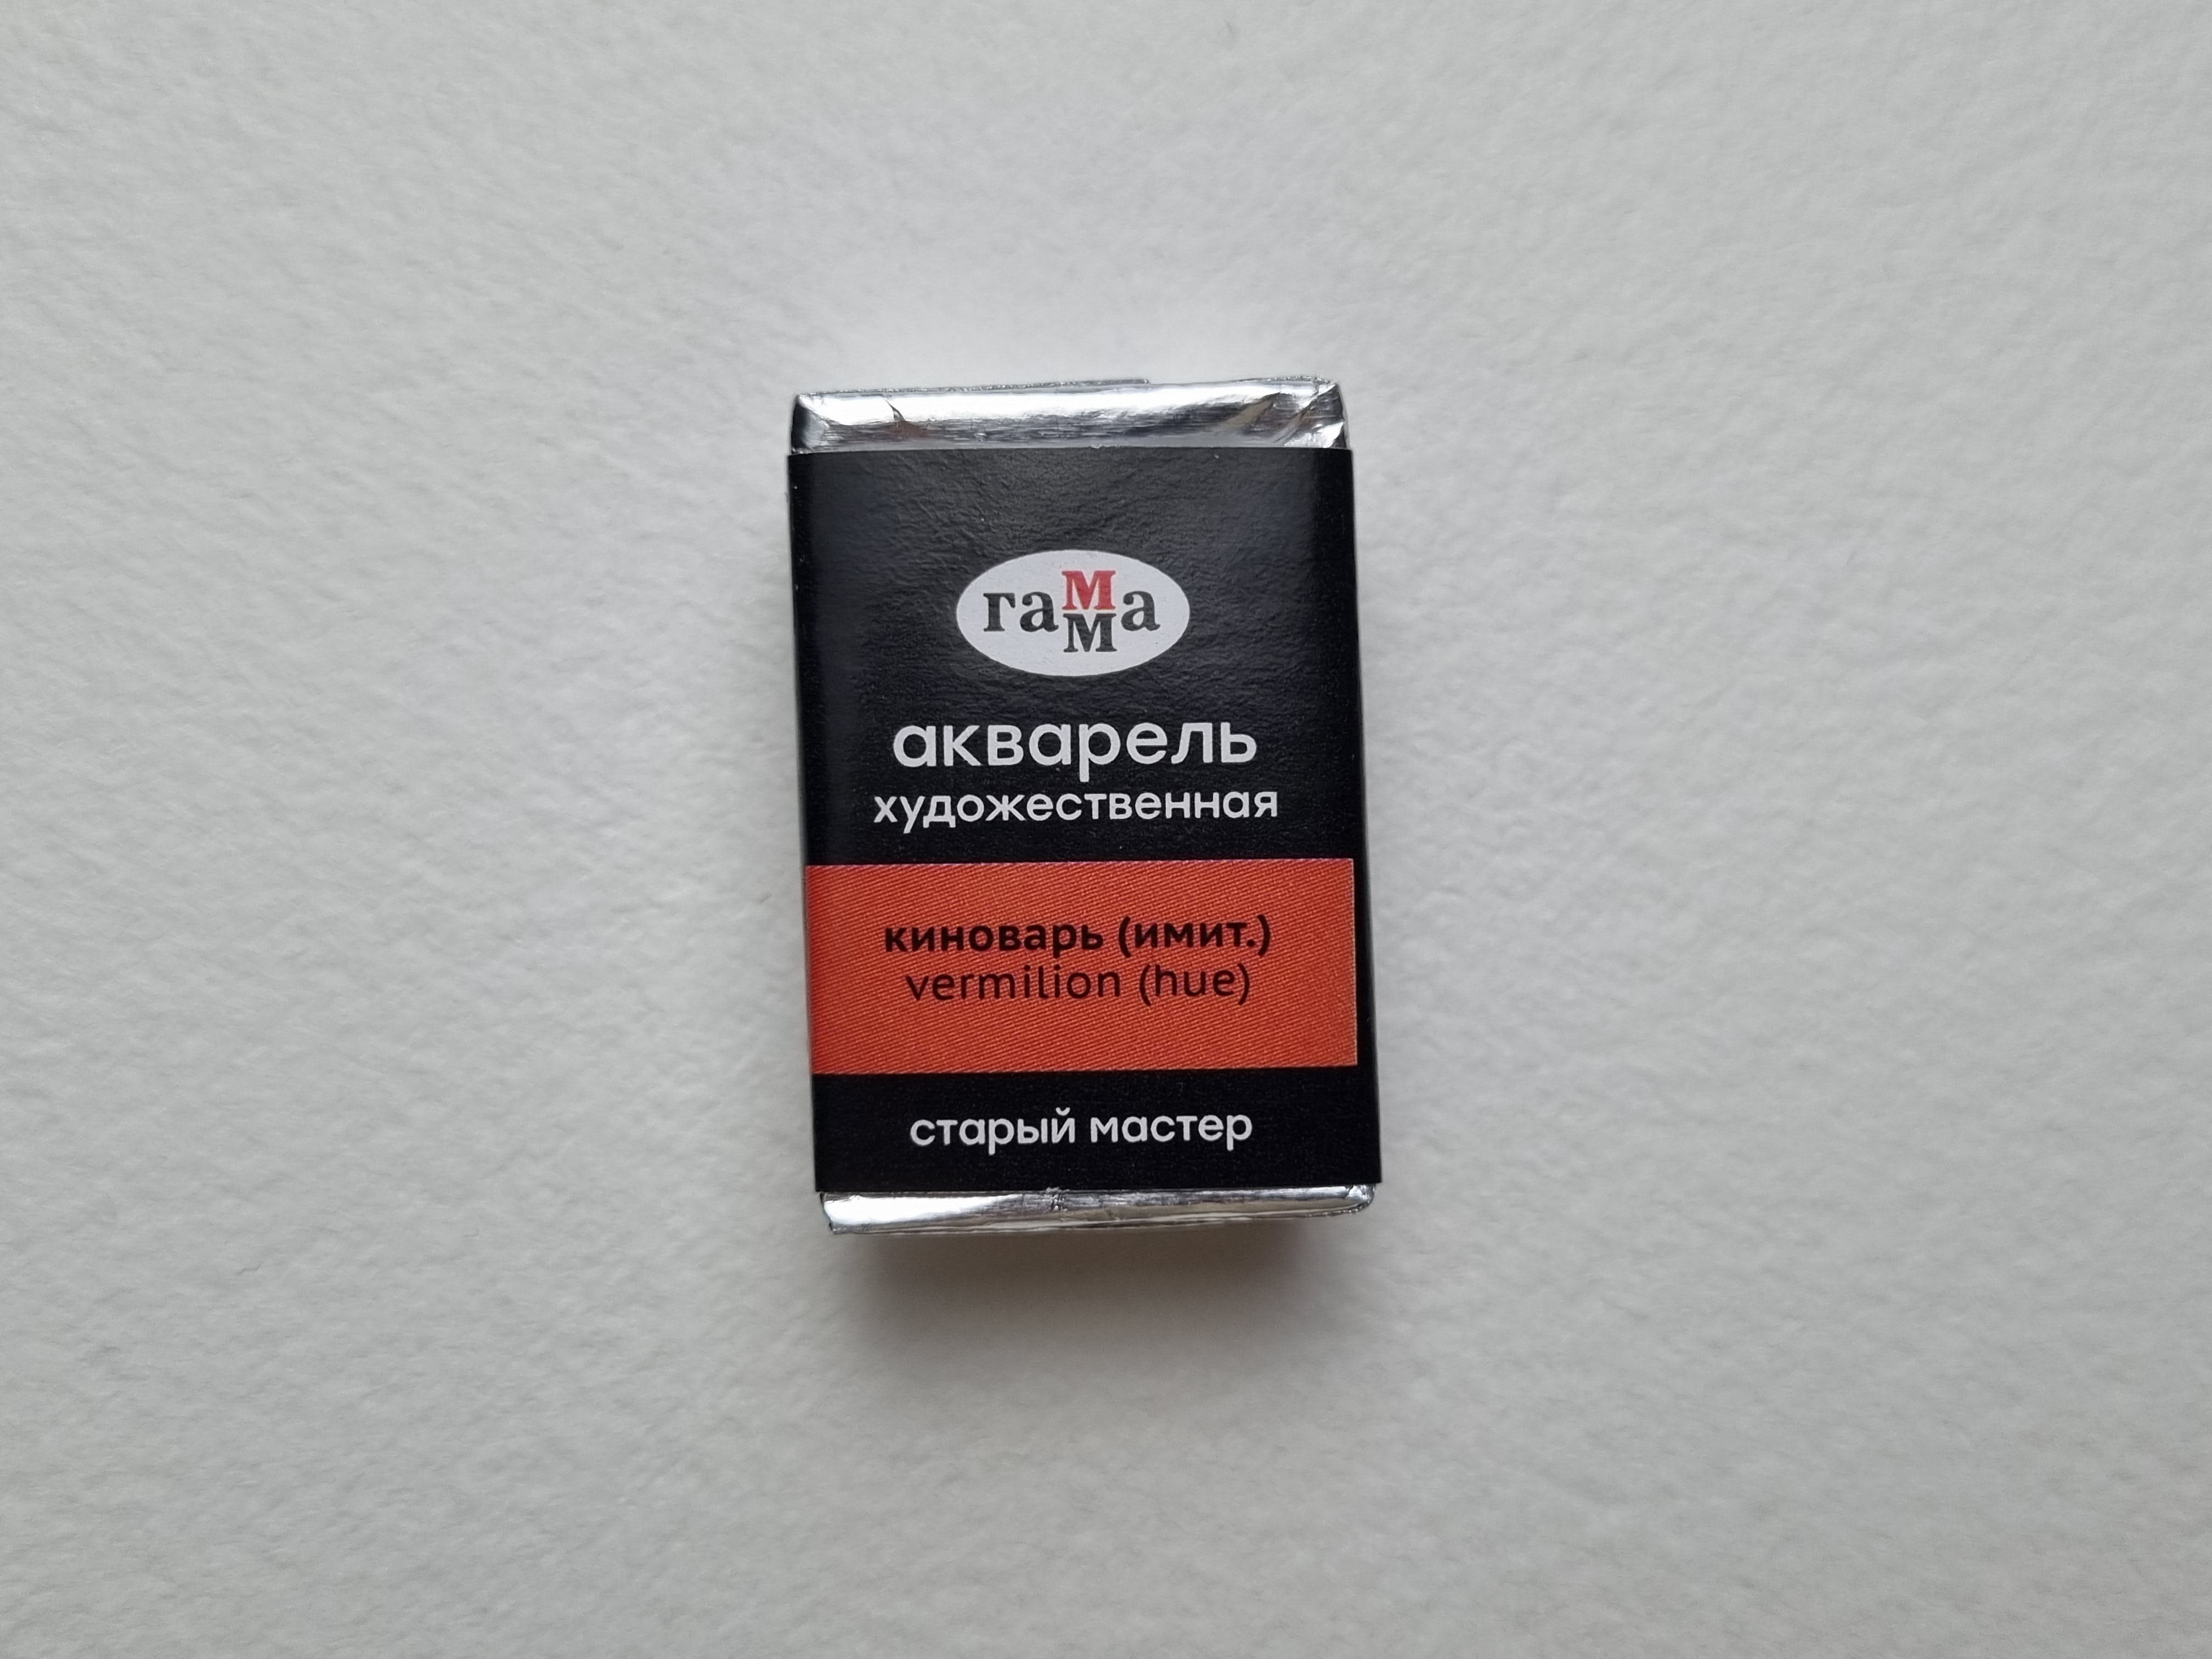 гамма
акварель
художественная
киноварь (имит.)
vermilion (hue)
старый мастер